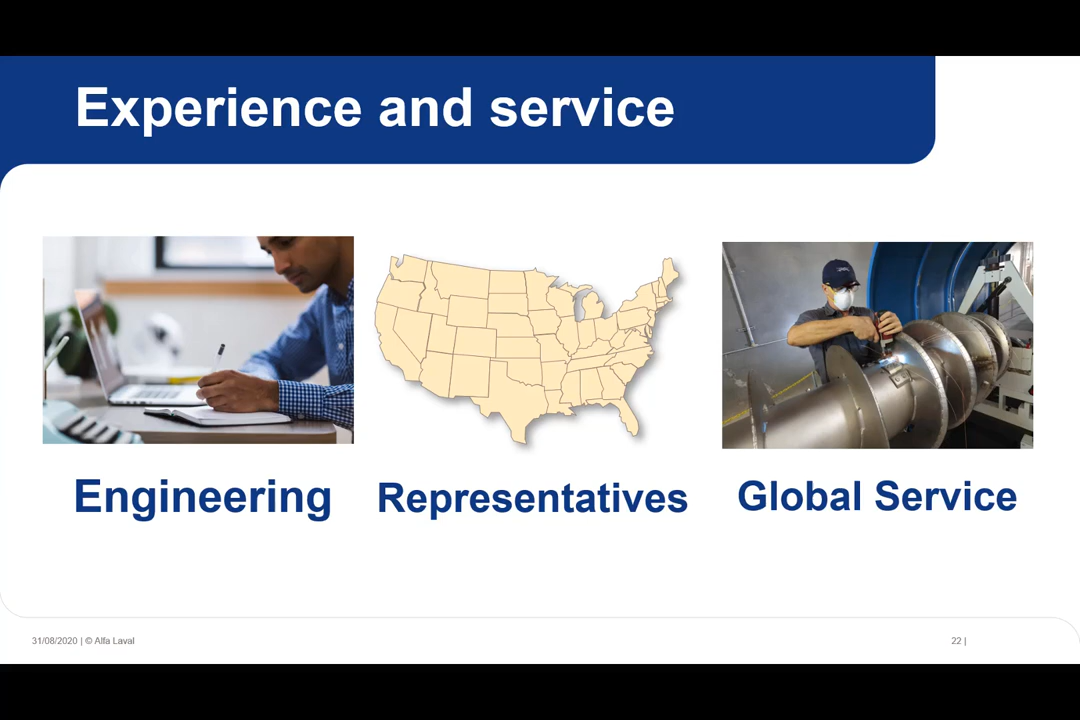 Experience and service
Engineering
Representatives
Global Service
31/08/2020 | © Alfa Laval
22 |